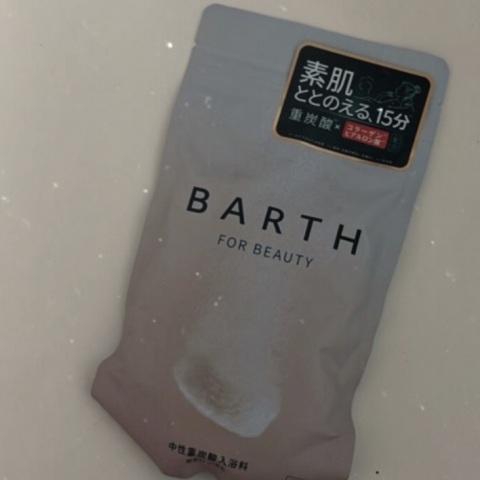 素肌
ととのえる、15分
重炭酸×
コラーゲン
ヒアルロン酸
BARTH
FOR BEAUTY
中性重炭酸入浴料